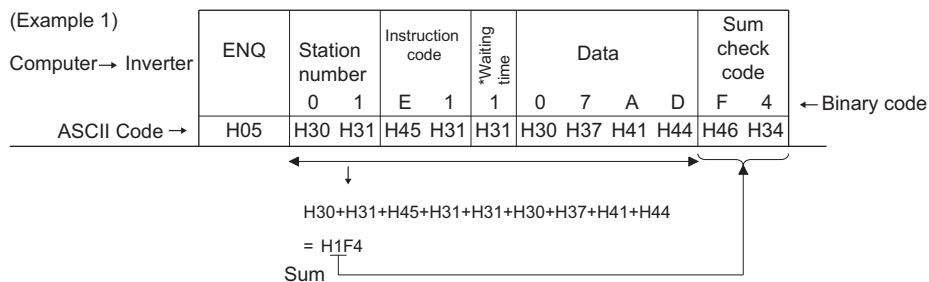 (Example 1)
Computer→ Inverter
ENQ
Station number
Instruction code
*Waiting time
Data
Sum check code
0 1 E 1 1 0 7 A D F 4
←Binary code
ASCII Code→
H05 H30 H31 H45 H31 H31 H30 H37 H41 H44 H46 H34
H30+H31+H45+H31+H31+H30+H37+H41+H44
= H1F4
Sum